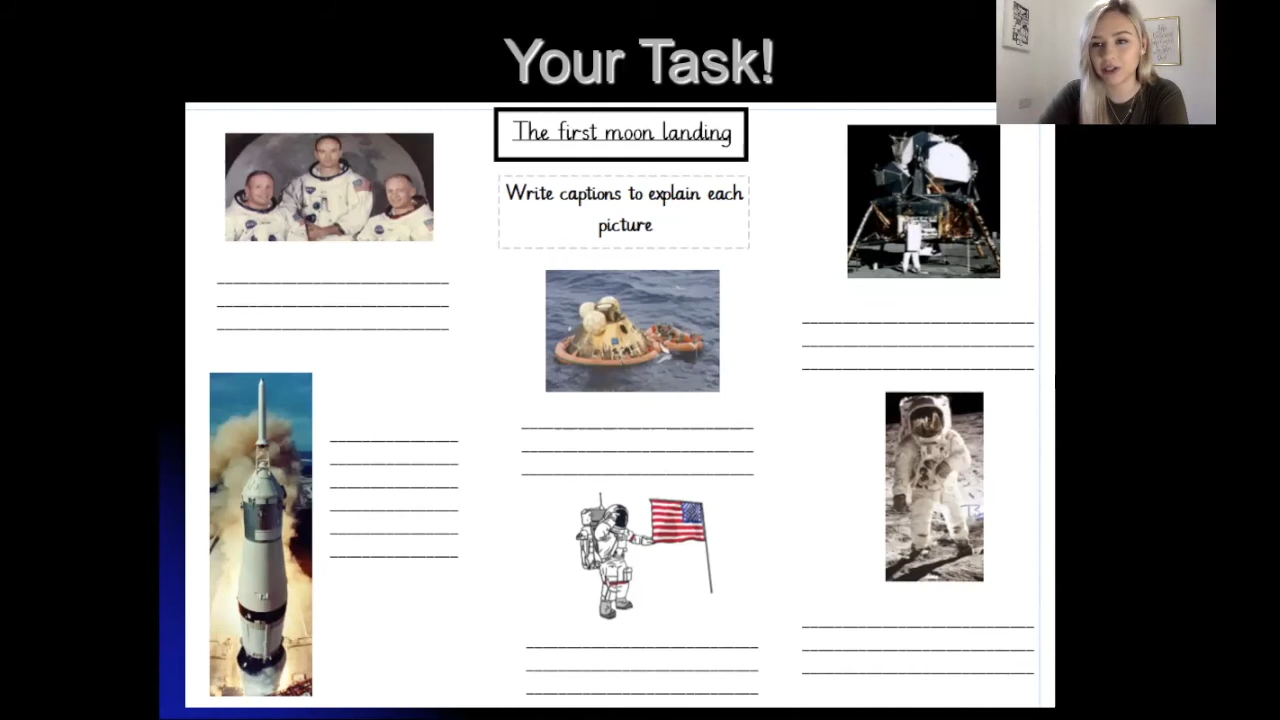 Your Task!
The first moon landing
Write captions to explain each
picture